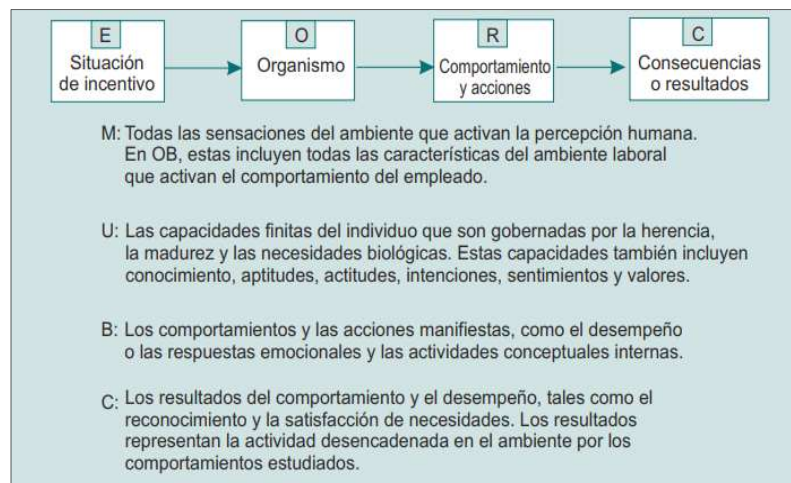 E
Situación
de incentivo
O
Organismo
R
Comportamiento
y acciones
C
Consecuencias
o resultados
M: Todas las sensaciones del ambiente que activan la percepción humana.
En OB, estas incluyen todas las características del ambiente laboral
que activan el comportamiento del empleado.
U: Las capacidades finitas del individuo que son gobernadas por la herencia,
la madurez y las necesidades biológicas. Estas capacidades también incluyen
conocimiento, aptitudes, actitudes, intenciones, sentimientos y valores.
B: Los comportamientos y las acciones manifiestas, como el desempeño
o las respuestas emocionales y las actividades conceptuales internas.
C: Los resultados del comportamiento y el desempeño, tales como el
reconocimiento y la satisfacción de necesidades. Los resultados
representan la actividad desencadenada en el ambiente por los
comportamientos estudiados.